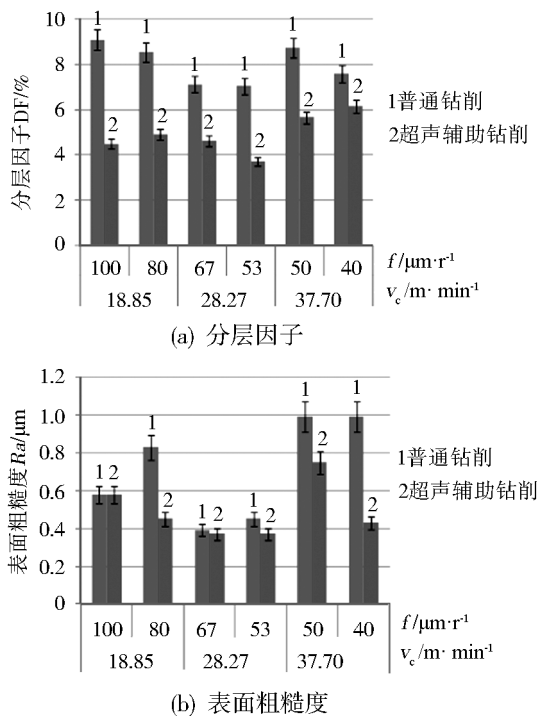 10
8
6
4
2
0
分层因子DF/%
1 2 1 2 1 2 1 2 1 2 1 2
1普通钻削
2超声辅助钻削
100 80 67 53 50 40 f/μm·r⁻¹
18.85 28.27 37.70 vc/m· min⁻¹
(a) 分层因子
1.2
1.0
0.8
0.6
0.4
0.2
0
表面粗糙度Ra/μm
1 2 1 2 1 2 1 2 1 2 1 2
1普通钻削
2超声辅助钻削
100 80 67 53 50 40 f/μm·r⁻¹
18.85 28.27 37.70 vc/m· min⁻¹
(b) 表面粗糙度